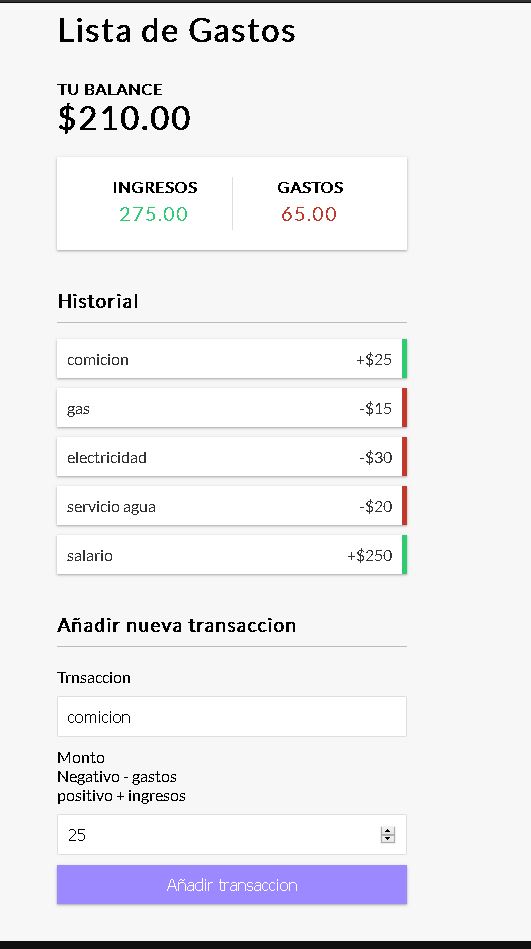 Lista de Gastos
TU BALANCE
$210.00
INGRESOS GASTOS
275.00 65.00
Historial
comicion +$25
gas -$15
electricidad -$30
servicio agua -$20
salario +$250
Añadir nueva transaccion
Trnsaccion
comicion
Monto
Negativo - gastos
positivo + ingresos
25
Añadir transaccion